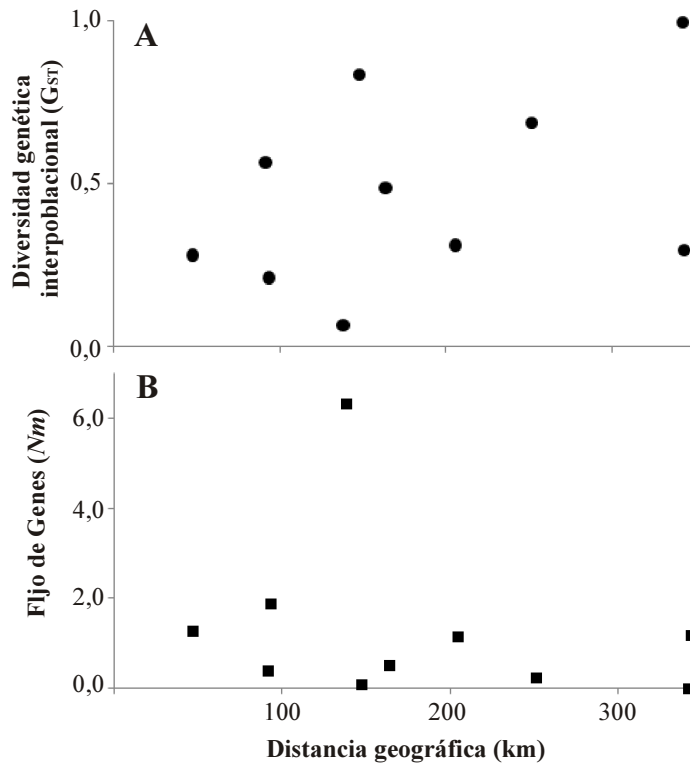 A
Diversidad genética
interpoblacional (GST)
1,0
0,5
0,0
B
Fljo de Genes (Nm)
6,0
4,0
2,0
0,0
100
200
300
Distancia geográfica (km)